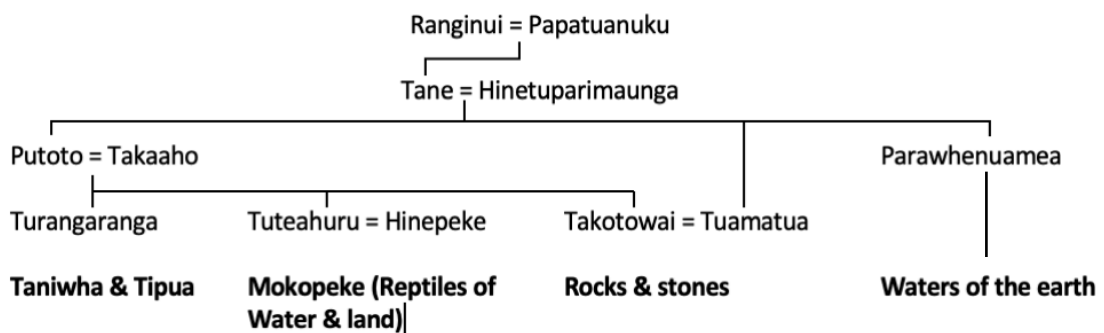 Ranginui = Papatuanuku
Tane = Hinetuparimaunga
Putoto = Takaaho
Parawhenuamea
Turangaranga
Tuteahuru = Hinepeke
Takotowai = Tuamatua
Taniwha & Tipua
Mokopeke (Reptiles of
Water & land)
Rocks & stones
Waters of the earth